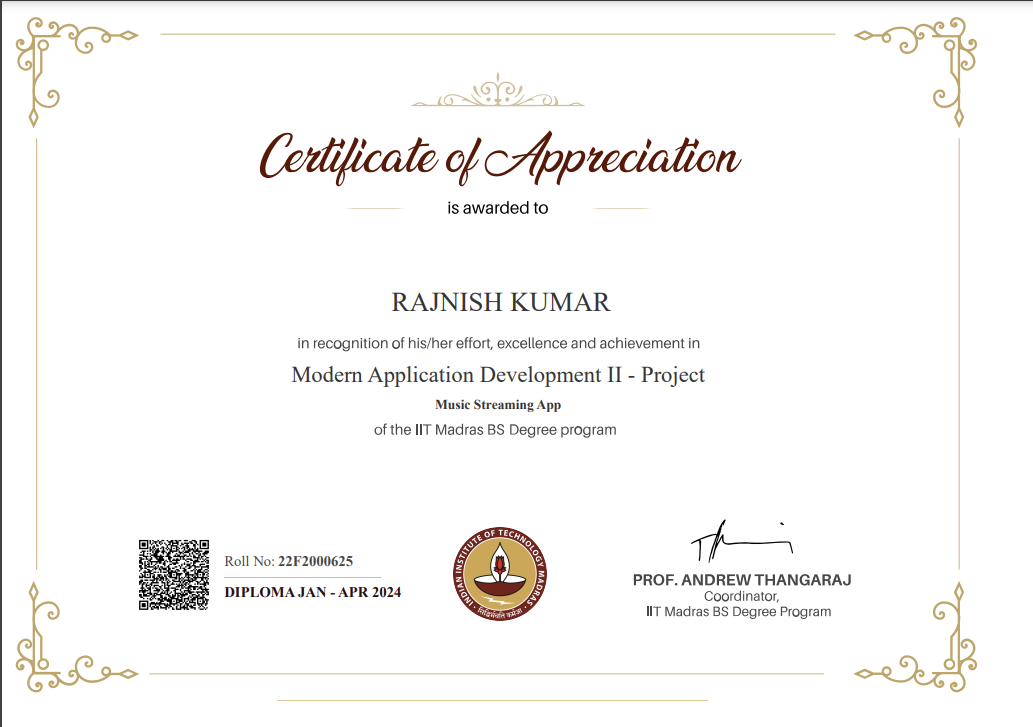 Certificate of Appreciation
is awarded to
RAJNISH KUMAR
in recognition of his/her effort, excellence and achievement in
Modern Application Development II - Project
Music Streaming App
of the IIT Madras BS Degree program
Roll No: 22F2000625
DIPLOMA JAN - APR 2024
INDIAN INSTITUTE OF TECHNOLOGY MADRAS
सिद्धिर्भवति कर्मजा
PROF. ANDREW THANGARAJ
Coordinator,
IIT Madras BS Degree Program